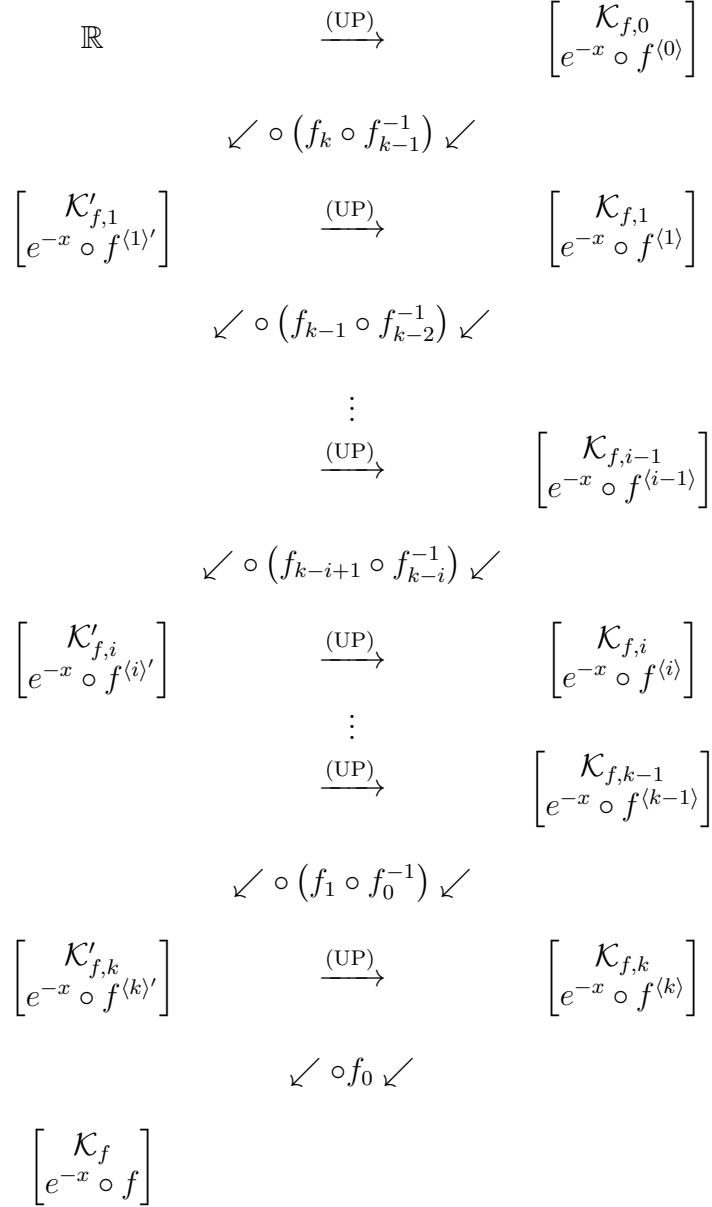 ℝ (UP) ⟶ [𝒦_{f,0} e^{-x} ∘ f^{⟨0⟩}]
↙ ∘ (f_k ∘ f_{k-1}^{-1}) ↙
[𝒦'_{f,1} e^{-x} ∘ f^{⟨1⟩'}] (UP) ⟶ [𝒦_{f,1} e^{-x} ∘ f^{⟨1⟩}]
↙ ∘ (f_{k-1} ∘ f_{k-2}^{-1}) ↙
⋮
(UP) ⟶ [𝒦_{f,i-1} e^{-x} ∘ f^{⟨i-1⟩}]
↙ ∘ (f_{k-i+1} ∘ f_{k-i}^{-1}) ↙
[𝒦'_{f,i} e^{-x} ∘ f^{⟨i⟩'}] (UP) ⟶ [𝒦_{f,i} e^{-x} ∘ f^{⟨i⟩}]
⋮
(UP) ⟶ [𝒦_{f,k-1} e^{-x} ∘ f^{⟨k-1⟩}]
↙ ∘ (f_1 ∘ f_0^{-1}) ↙
[𝒦'_{f,k} e^{-x} ∘ f^{⟨k⟩'}] (UP) ⟶ [𝒦_{f,k} e^{-x} ∘ f^{⟨k⟩}]
↙ ∘f_0 ↙
[𝒦_f e^{-x} ∘ f]